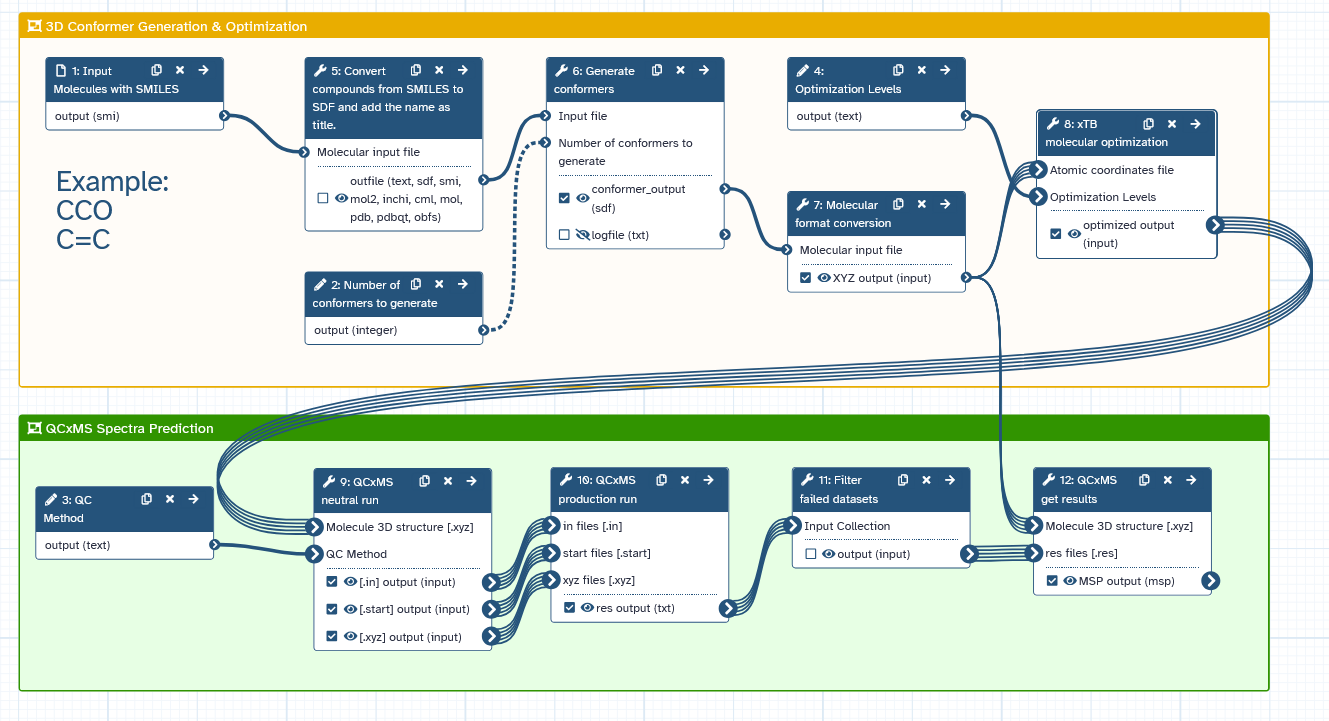 3D Conformer Generation & Optimization
1: Input
Molecules with SMILES
output (smi)
Example:
CCO
C=C
5: Convert
compounds from SMILES to
SDF and add the name as
title.
Molecular input file
outfile (text, sdf, smi,
mol2, inchi, cml, mol,
pdb, pdbqt, obfs)
2: Number of
conformers to generate
output (integer)
6: Generate
conformers
Input file
Number of conformers to
generate
conformer_output
(sdf)
logfile (txt)
4:
Optimization Levels
output (text)
7: Molecular
format conversion
Molecular input file
XYZ output (input)
8: xTB
molecular optimization
Atomic coordinates file
Optimization Levels
optimized output
(input)
QCxMS Spectra Prediction
3: QC
Method
output (text)
9: QCxMS
neutral run
Molecule 3D structure [.xyz]
QC Method
[.in] output (input)
[.start] output (input)
[.xyz] output (input)
10: QCxMS
production run
in files [.in]
start files [.start]
xyz files [.xyz]
res output (txt)
11: Filter
failed datasets
Input Collection
output (input)
12: QCxMS
get results
Molecule 3D structure [.xyz]
res files [.res]
MSP output (msp)